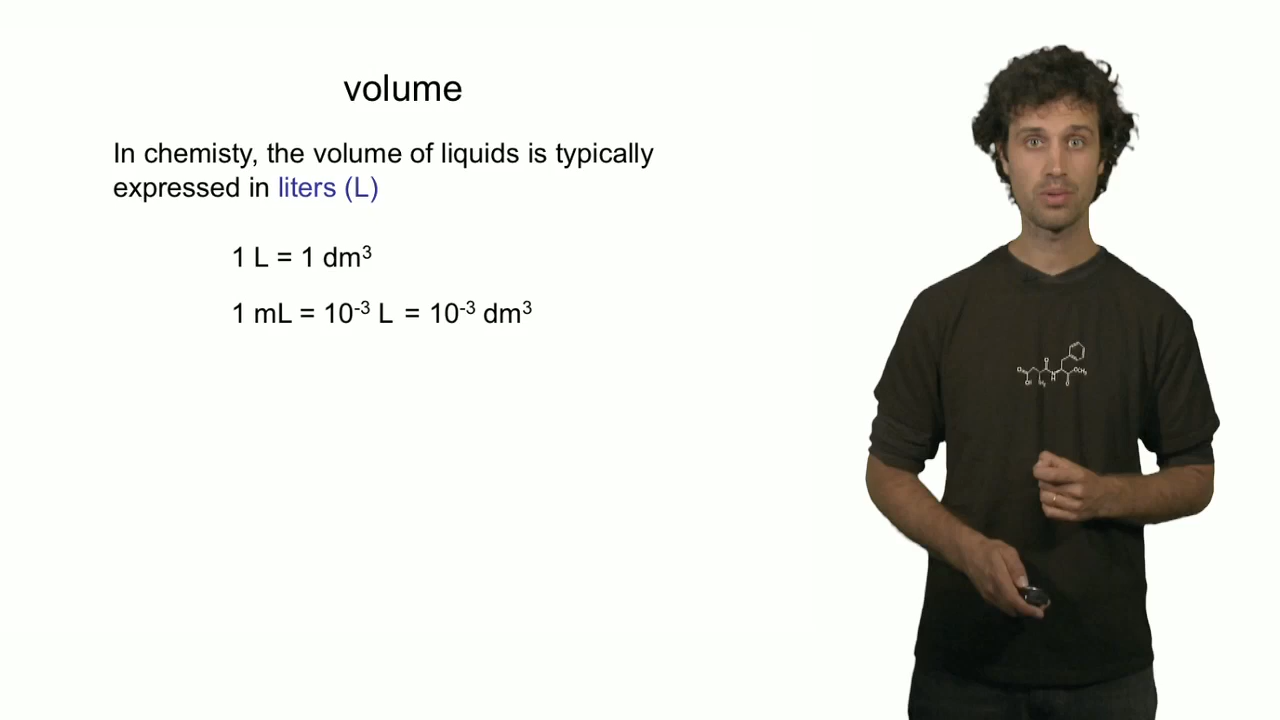 volume
In chemisty, the volume of liquids is typically
expressed in liters (L)
1 L = 1 dm³
1 mL = 10⁻³ L = 10⁻³ dm³